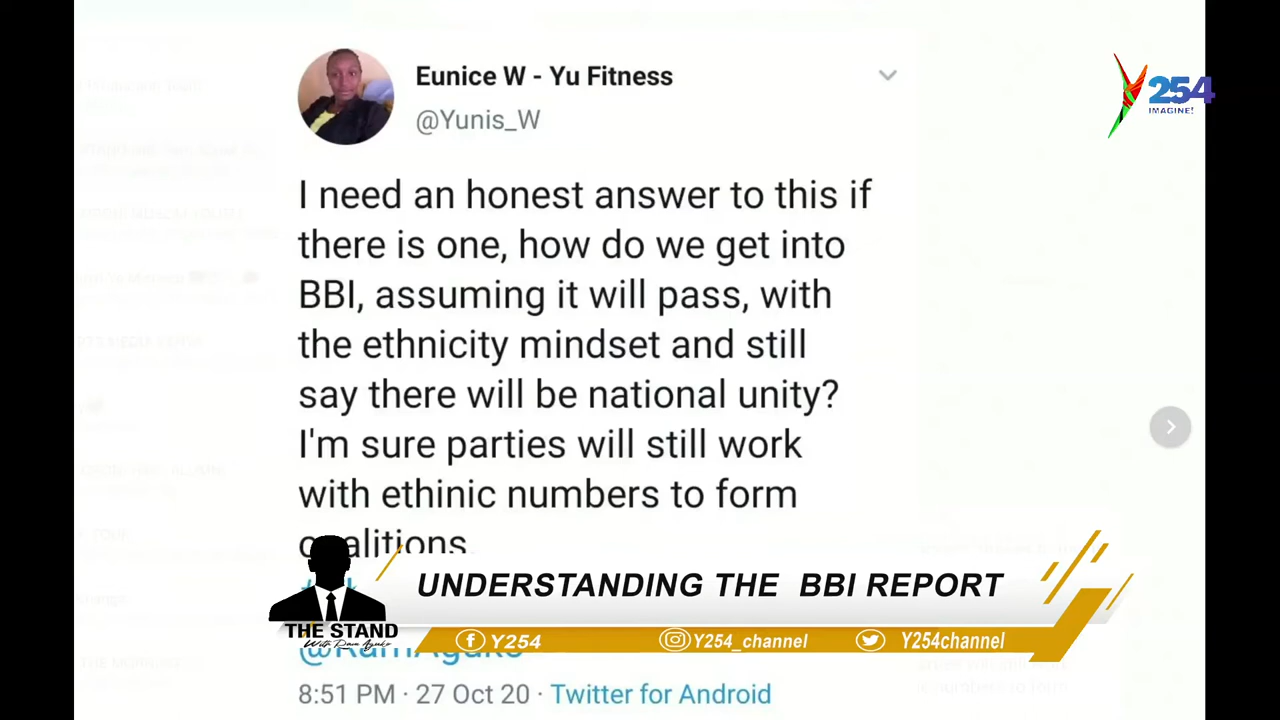 Eunice W - Yu Fitness
@Yunis_W
254
IMAGINE!
I need an honest answer to this if
there is one, how do we get into
BBI, assuming it will pass, with
the ethnicity mindset and still
say there will be national unity?
I'm sure parties will still work
with ethinic numbers to form
coalitions.
UNDERSTANDING THE BBI REPORT
THE STAND
Y254
Y254_channel
Y254channel
8:51 PM · 27 Oct 20 · Twitter for Android